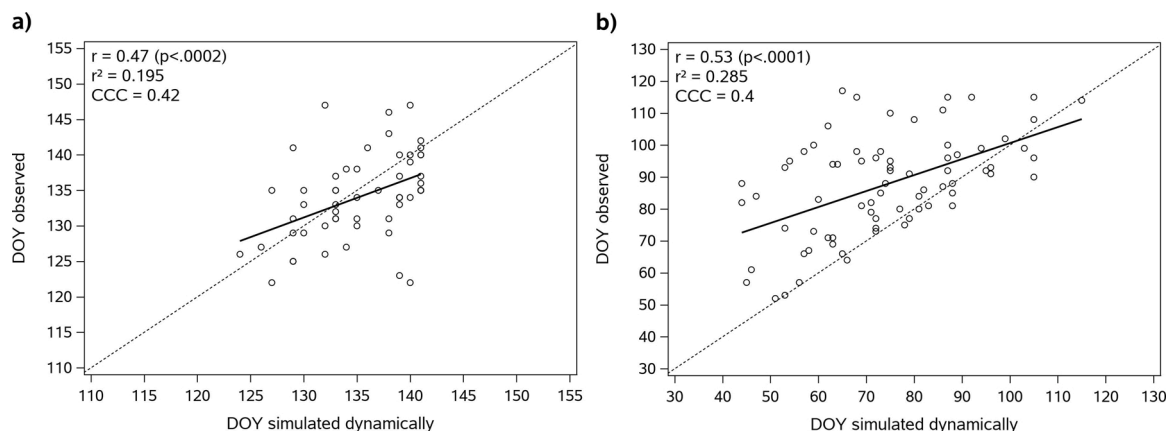 a)
r = 0.47 (p<.0002)
r² = 0.195
CCC = 0.42
155
150
145
140
135
130
125
120
115
110
DOY observed
110 115 120 125 130 135 140 145 150 155
DOY simulated dynamically
b)
r = 0.53 (p<.0001)
r² = 0.285
CCC = 0.4
130
120
110
100
90
80
70
60
50
40
30
DOY observed
30 40 50 60 70 80 90 100 110 120 130
DOY simulated dynamically